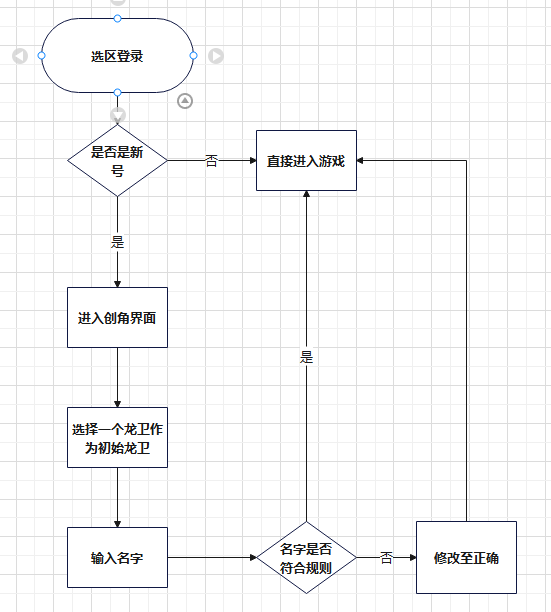 选区登录
是否是新
号
否
直接进入游戏
是
进入创角界面
是
选择一个龙卫作
为初始龙卫
输入名字
名字是否
符合规则
否
修改至正确